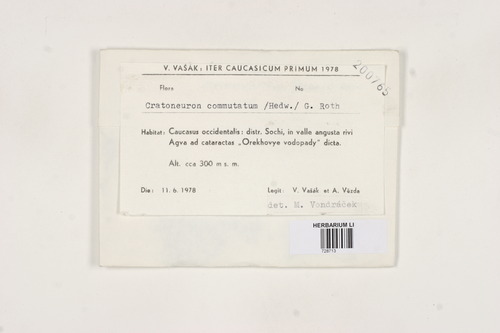 V. VAŠÁK: ITER CAUCASICUM PRIMUM 1978
200765
Flora No
Cratoneuron commutatum /Hedw./ G. Roth
Habitat: Caucasus occidentalis: distr. Sochi, in valle angusta rivi
Agva ad cataractas „Orekhovye vodopady" dicta.
Alt. cca 300 m s. m.
Die: 11. 6. 1978 Legit: V. Vašák et A. Vězda
det. M. Vondráček
HERBARIUM LI